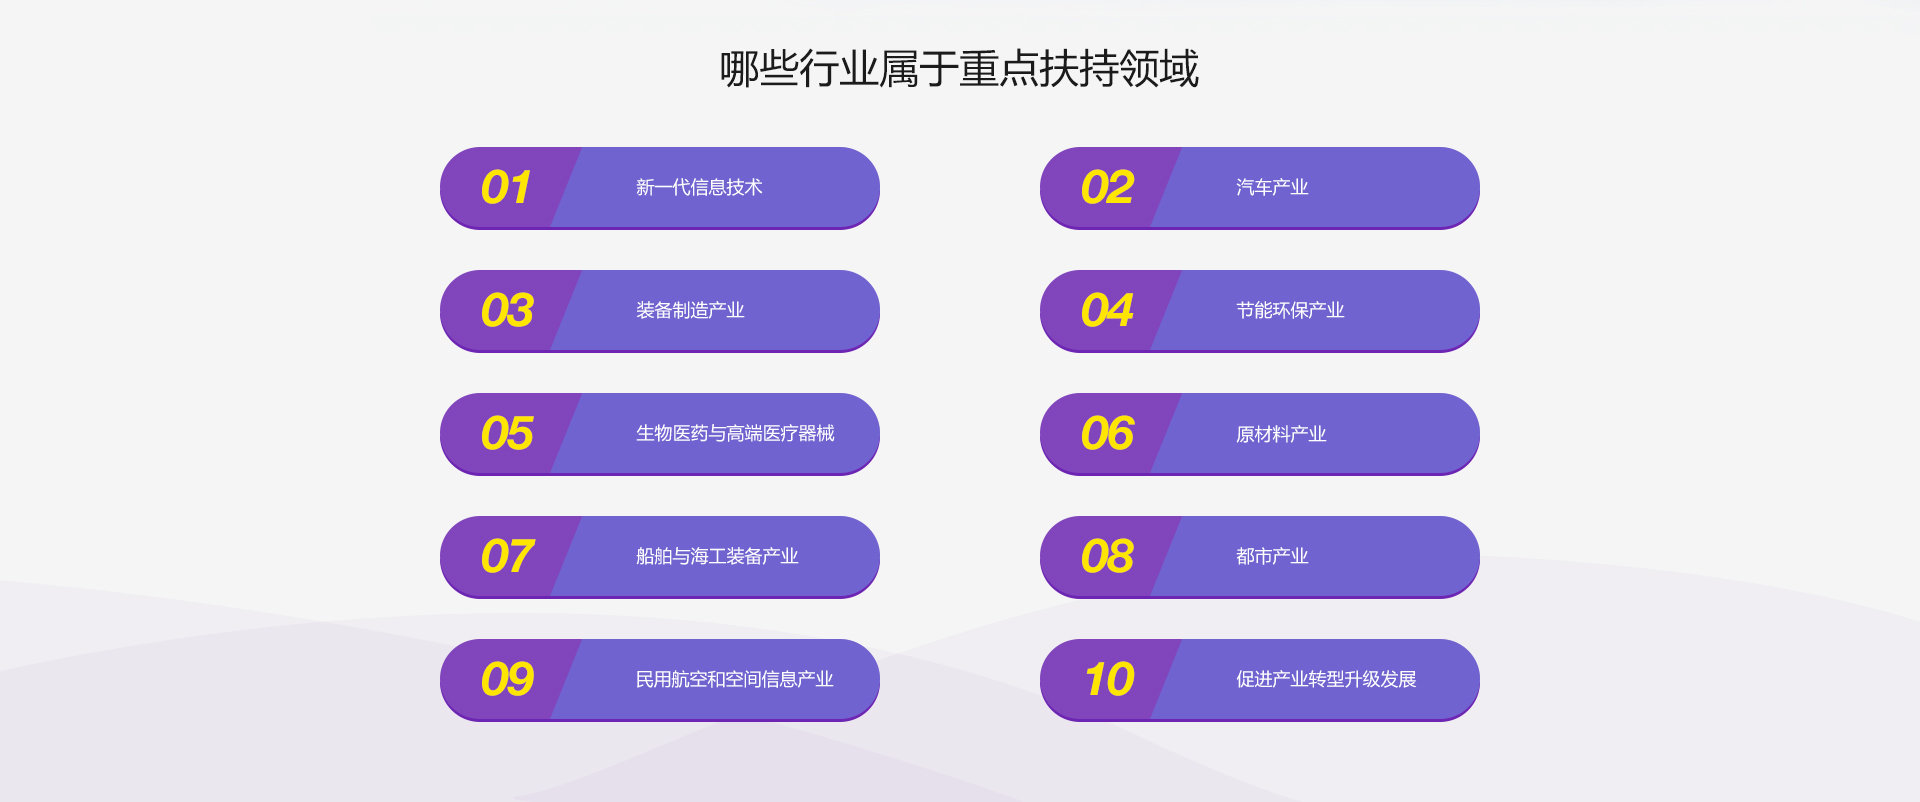 哪些行业属于重点扶持领域
01 新一代信息技术
02 汽车产业
03 装备制造产业
04 节能环保产业
05 生物医药与高端医疗器械
06 原材料产业
07 船舶与海工装备产业
08 都市产业
09 民用航空和空间信息产业
10 促进产业转型升级发展